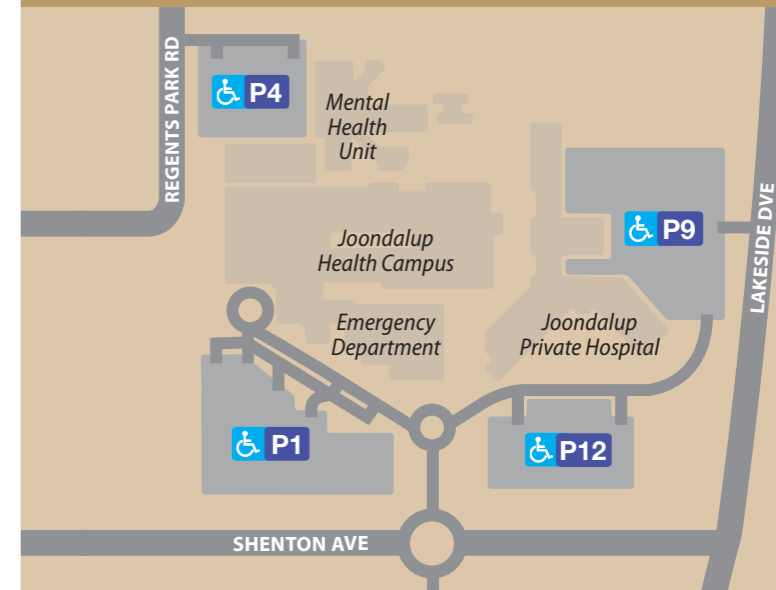 REGENTS PARK RD
P4
Mental
Health
Unit
P9
LAKESIDE DVE
Joondalup
Health Campus
Emergency
Department
Joondalup
Private Hospital
P1
P12
SHENTON AVE